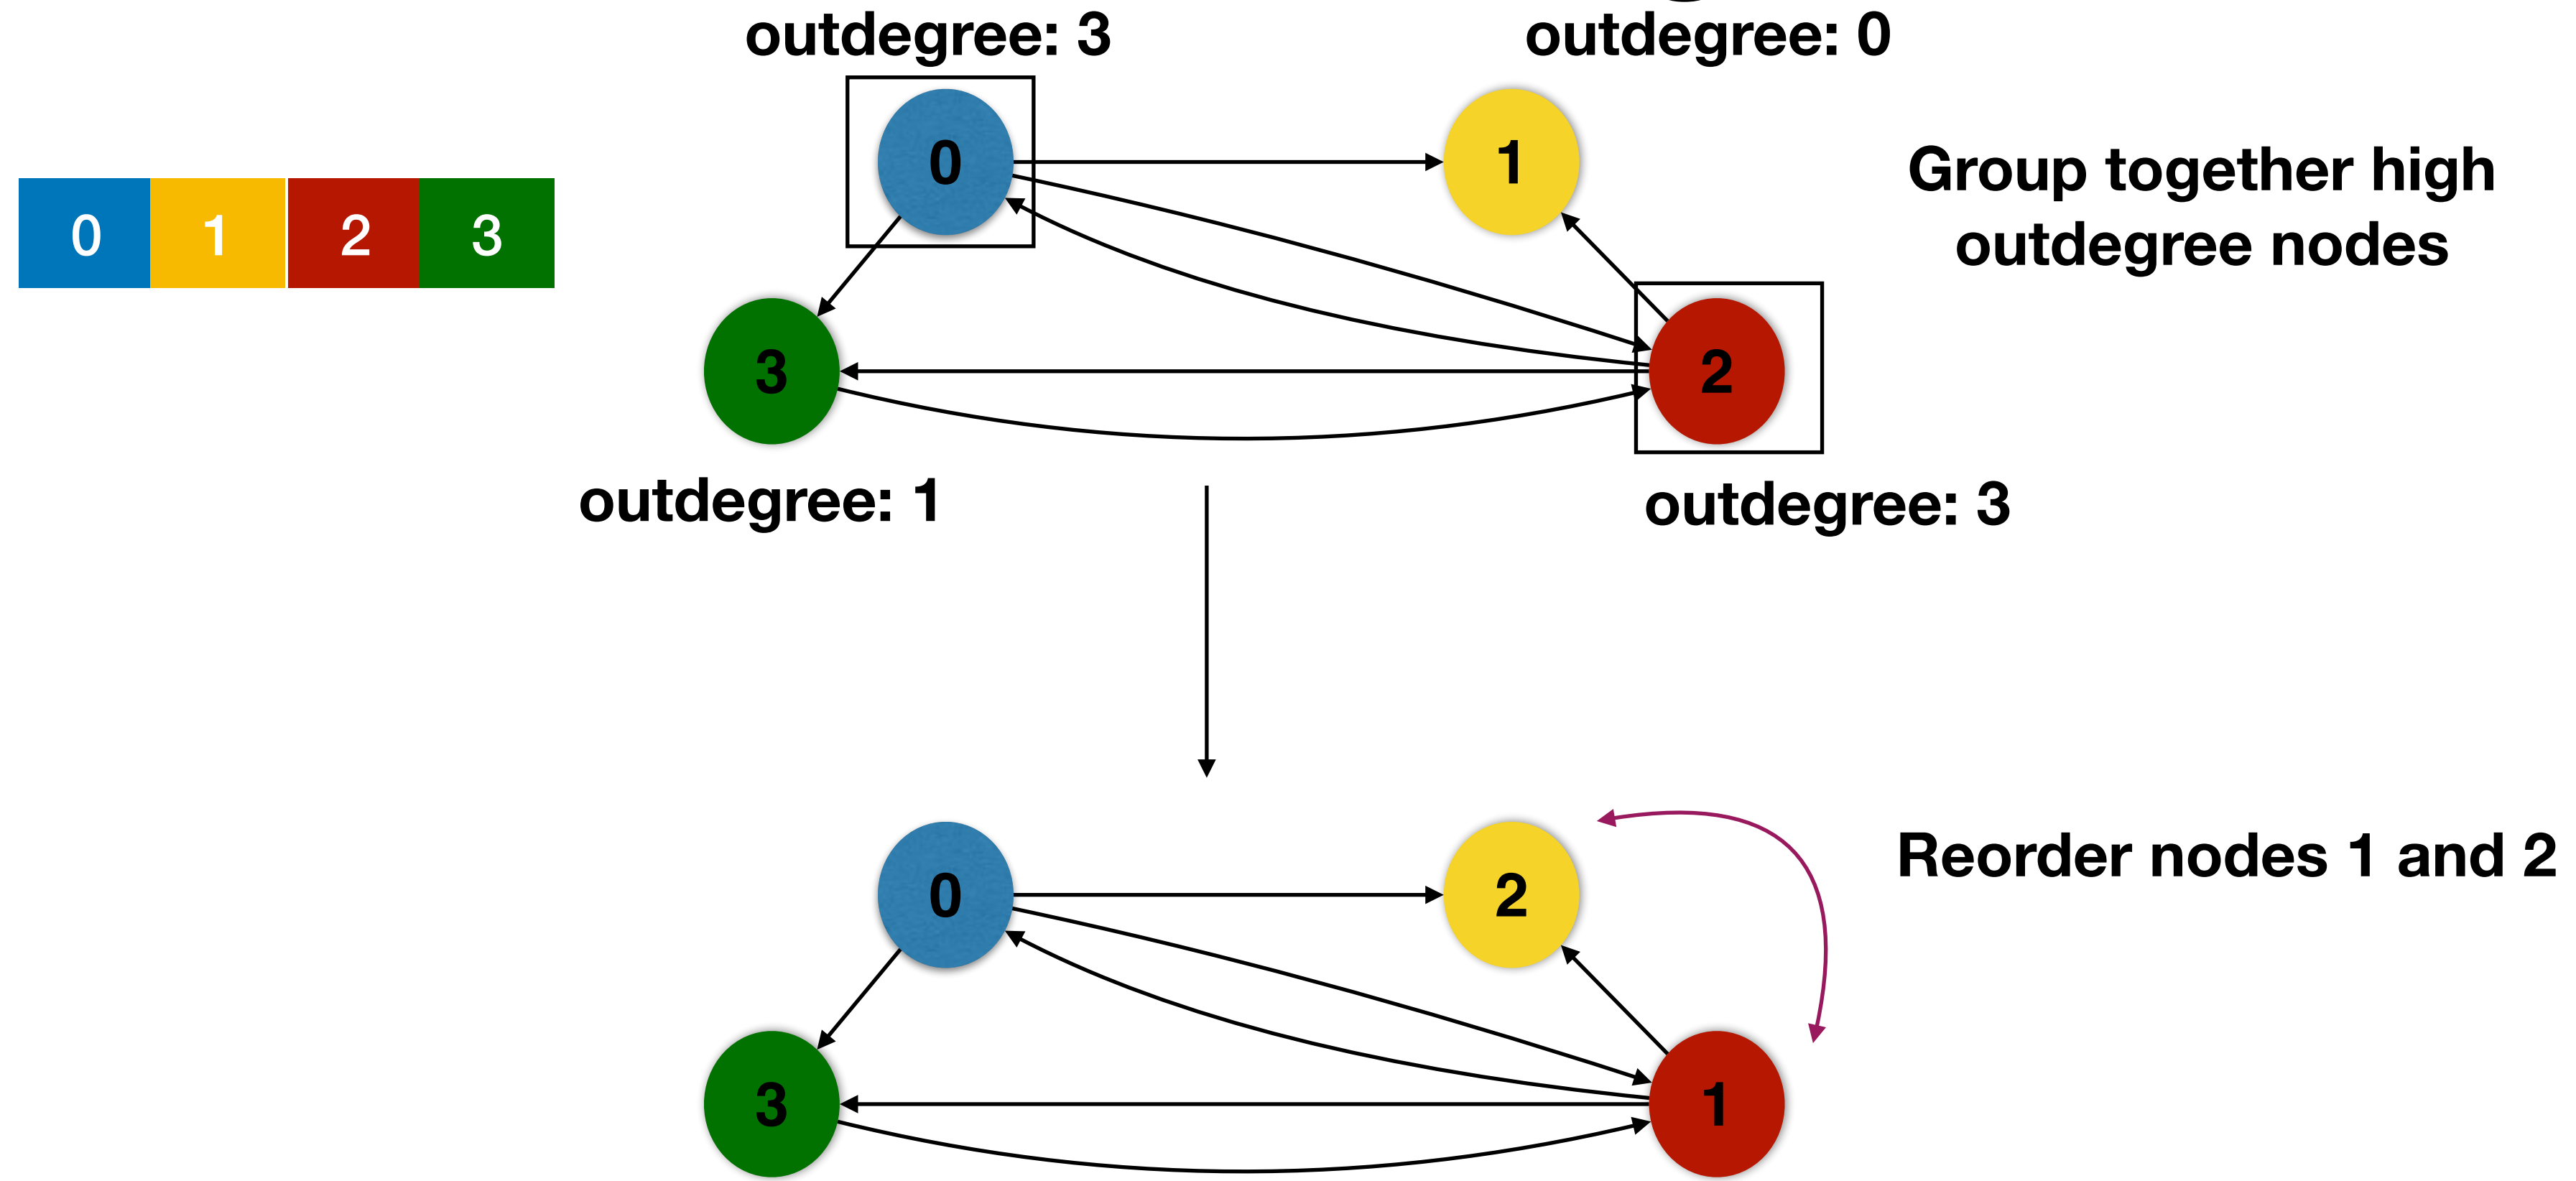 outdegree: 3
outdegree: 0
0
1
Group together high
outdegree nodes
0 1 2 3
3
2
outdegree: 1
outdegree: 3
0
2
Reorder nodes 1 and 2
3
1